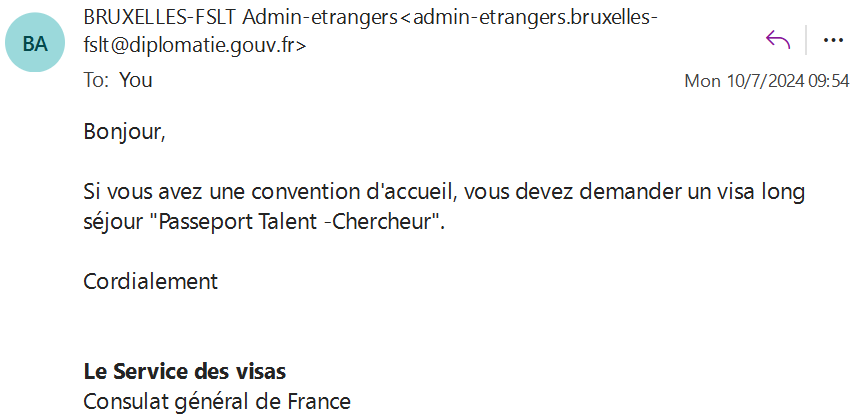 BRUXELLES-FSLT Admin-etrangers<admin-etrangers.bruxelles-
fslt@diplomatie.gouv.fr>
BA
To: You
Mon 10/7/2024 09:54
Bonjour,
Si vous avez une convention d'accueil, vous devez demander un visa long
séjour "Passeport Talent -Chercheur".
Cordialement
Le Service des visas
Consulat général de France